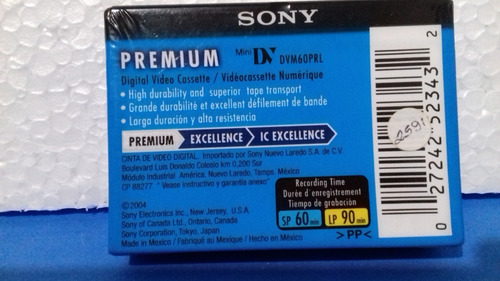 SONY
PREMIUM Mini DV DVM60PRL
Digital Video Cassette / Vidéocassette Numérique
• High durability and superior tape transport
• Grande durabilité et excellent défilement de bande
• Larga duración y alta resistencia
PREMIUM EXCELLENCE IC EXCELLENCE
CINTA DE VIDEO DIGITAL. Importado por Sony Nuevo Laredo S.A. de C.V.
Boulevard Luis Donaldo Colosio km 0,200 Sur
Módulo Industrial América, Nuevo Laredo, Temps. México
CP 88277 "Vease instructivo y garantia anexo"
©2004
Sony Electronics Inc., New Jersey, U.S.A.
Sony of Canada Ltd., Ontario, Canada
Sony Corporation, Tokyo, Japan
Made in Mexico / Fabriqué au Mexique / Hecho en México
Recording Time
Durée d'enregistrement
Tiempo de grabación
SP 60 min LP 90 min
>PP<
0 27242 52343 2